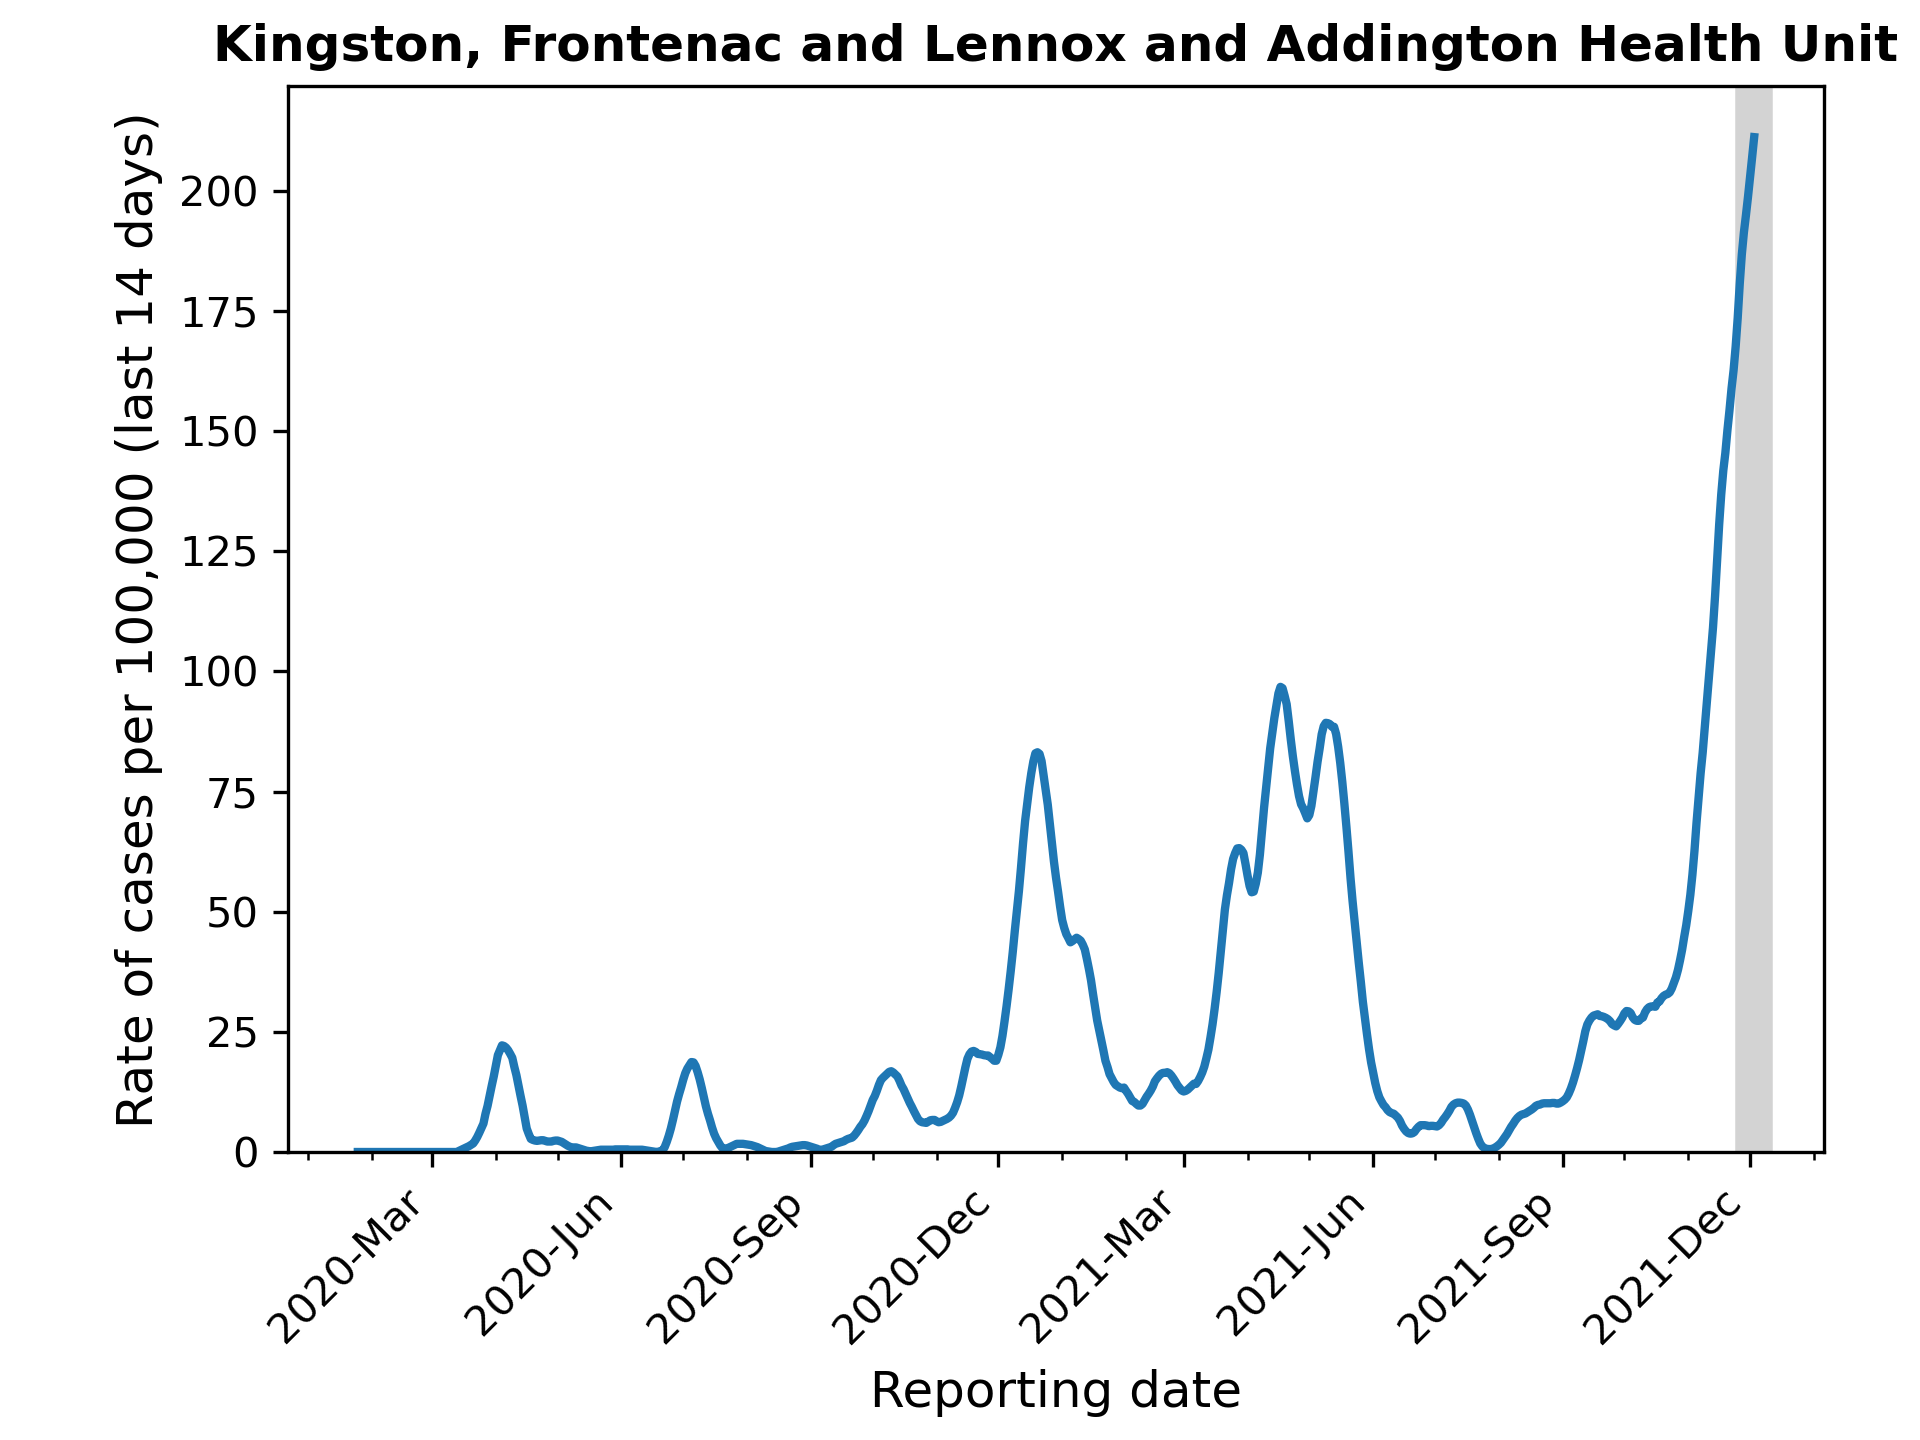 Kingston, Frontenac and Lennox and Addington Health Unit
Rate of cases per 100,000 (last 14 days)
200
175
150
125
100
75
50
25
0
2020-Mar
2020-Jun
2020-Sep
2020-Dec
2021-Mar
2021-Jun
2021-Sep
2021-Dec
Reporting date